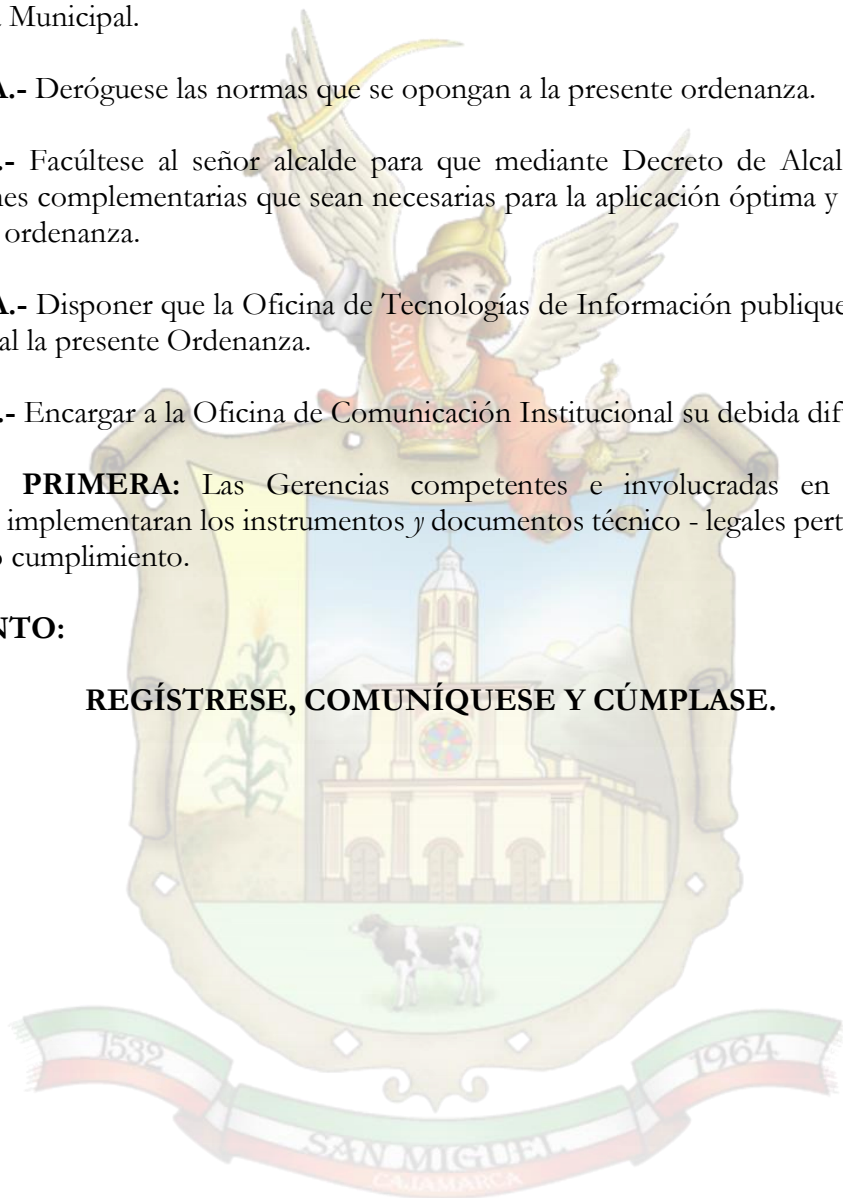 Municipal.
A.- Deróguese las normas que se opongan a la presente ordenanza.
.- Facúltese al señor alcalde para que mediante Decreto de Alcal
nes complementarias que sean necesarias para la aplicación óptima y
ordenanza.
A.- Disponer que la Oficina de Tecnologías de Información publique
al la presente Ordenanza.
.- Encargar a la Oficina de Comunicación Institucional su debida dif
PRIMERA: Las Gerencias competentes e involucradas en
implementaran los instrumentos y documentos técnico - legales pert
o cumplimiento.
NTO:
REGÍSTRESE, COMUNÍQUESE Y CÚMPLASE.
SAN
1532
1964
SAN MIGUEL
CAJAMARCA